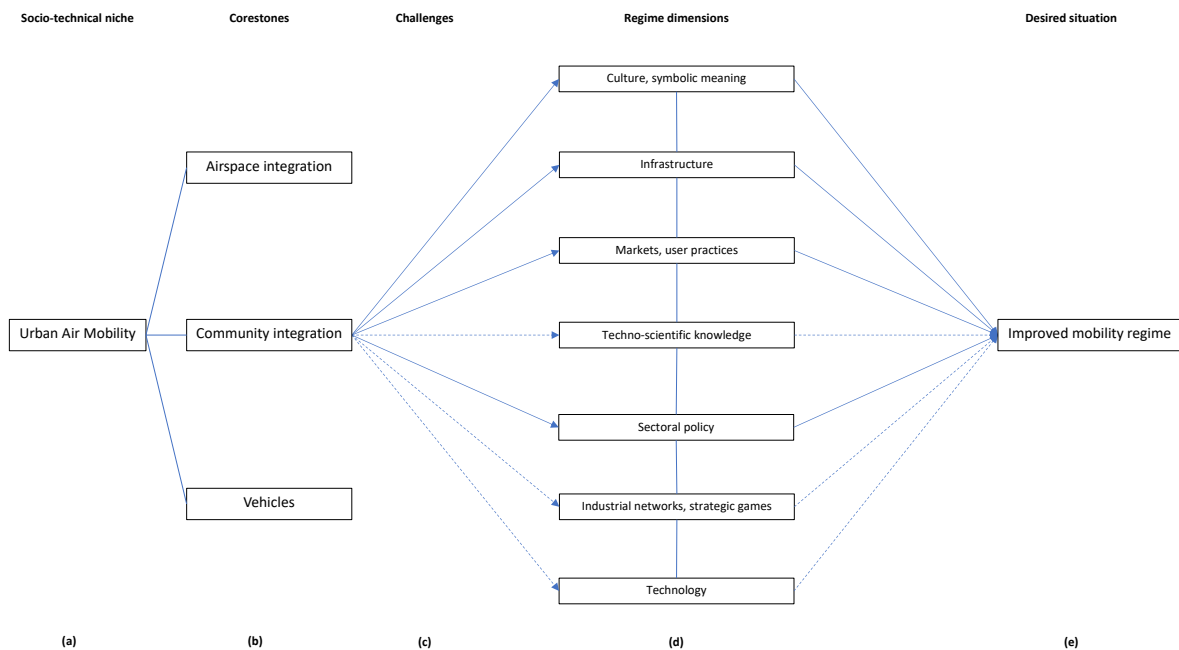 Socio-technical niche
Corestones
Challenges
Regime dimensions
Desired situation
Culture, symbolic meaning
Airspace integration
Infrastructure
Markets, user practices
Urban Air Mobility
Community integration
Techno-scientific knowledge
Improved mobility regime
Sectoral policy
Vehicles
Industrial networks, strategic games
Technology
(a)
(b)
(c)
(d)
(e)